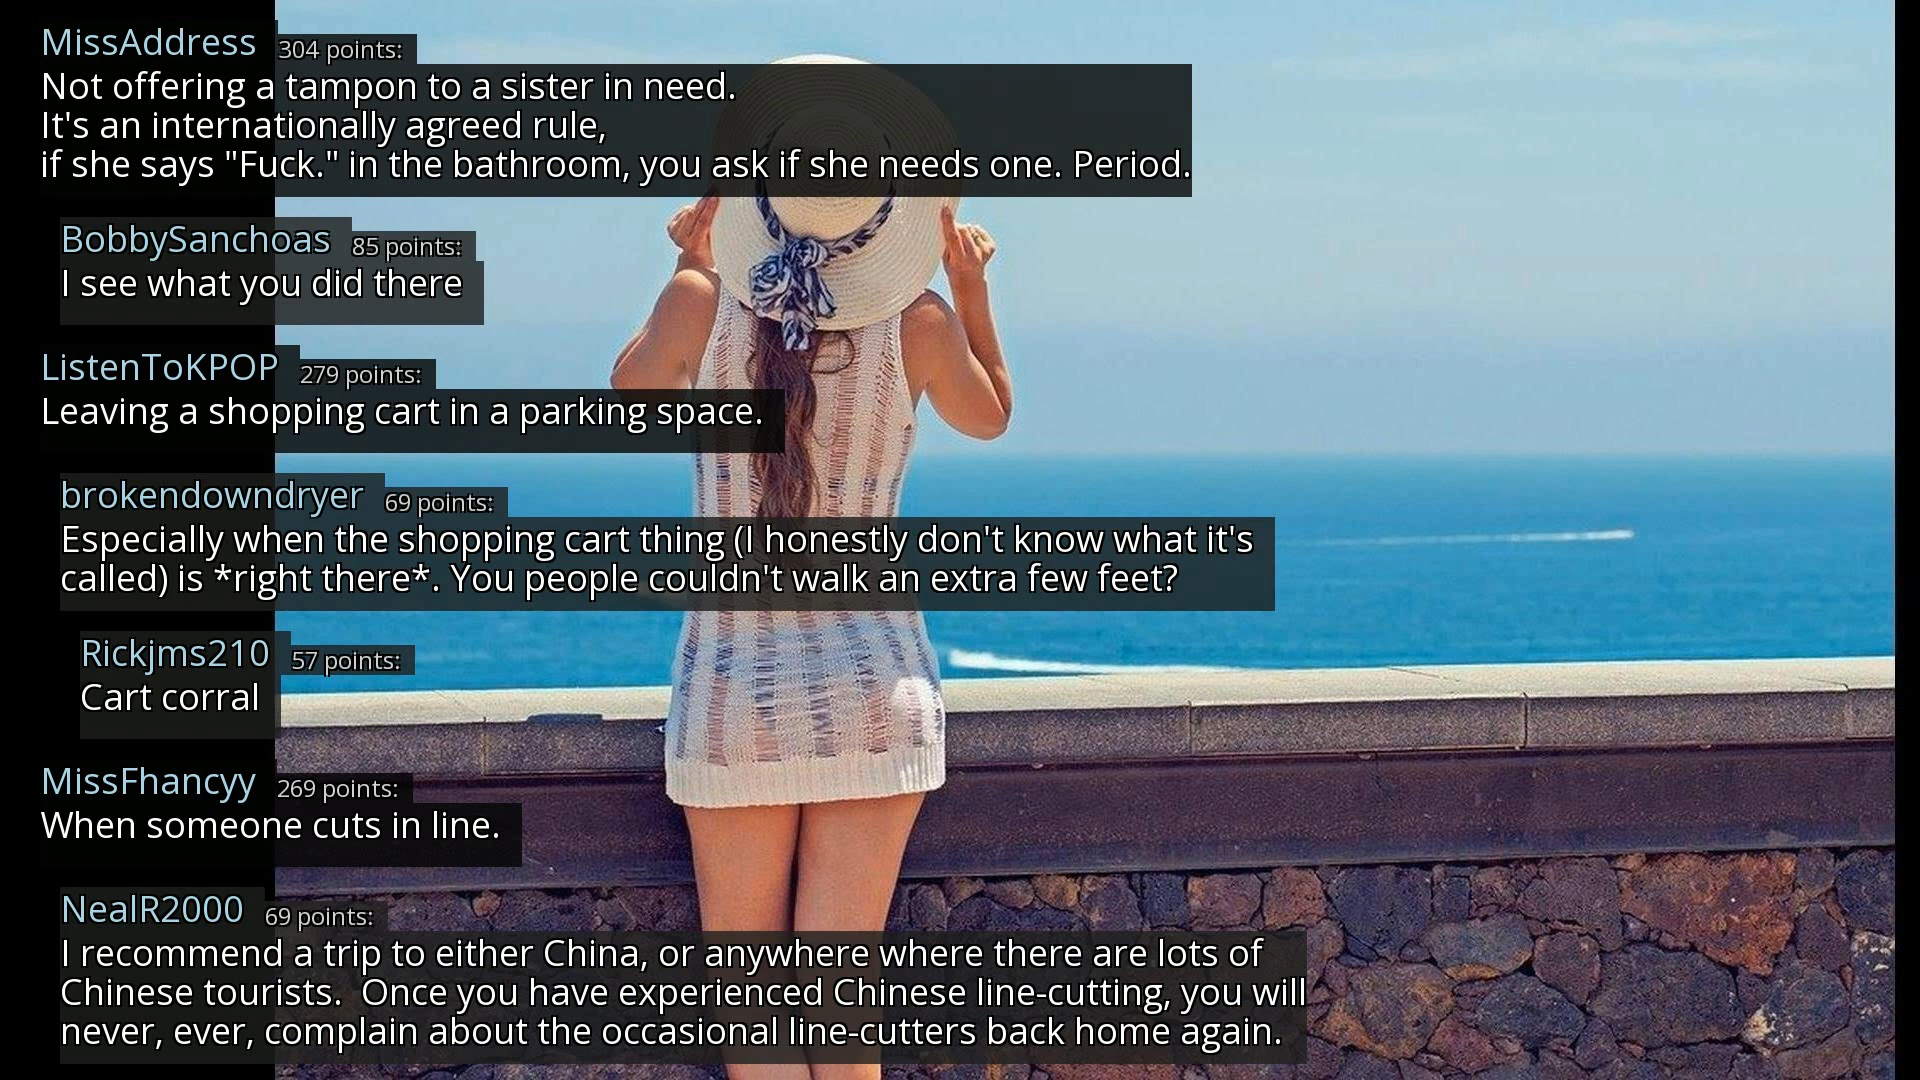 MissAddress 304 points:
Not offering a tampon to a sister in need.
It's an internationally agreed rule,
if she says "Fuck." in the bathroom, you ask if she needs one. Period.
BobbySanchoas 85 points:
I see what you did there
ListenToKPOP 279 points:
Leaving a shopping cart in a parking space.
brokendowndryer 69 points:
Especially when the shopping cart thing (I honestly don't know what it's
called) is *right there*. You people couldn't walk an extra few feet?
Rickjms210 57 points:
Cart corral
MissFhancyy 269 points:
When someone cuts in line.
NealR2000 69 points:
I recommend a trip to either China, or anywhere where there are lots of
Chinese tourists.  Once you have experienced Chinese line-cutting, you will
never, ever, complain about the occasional line-cutters back home again.